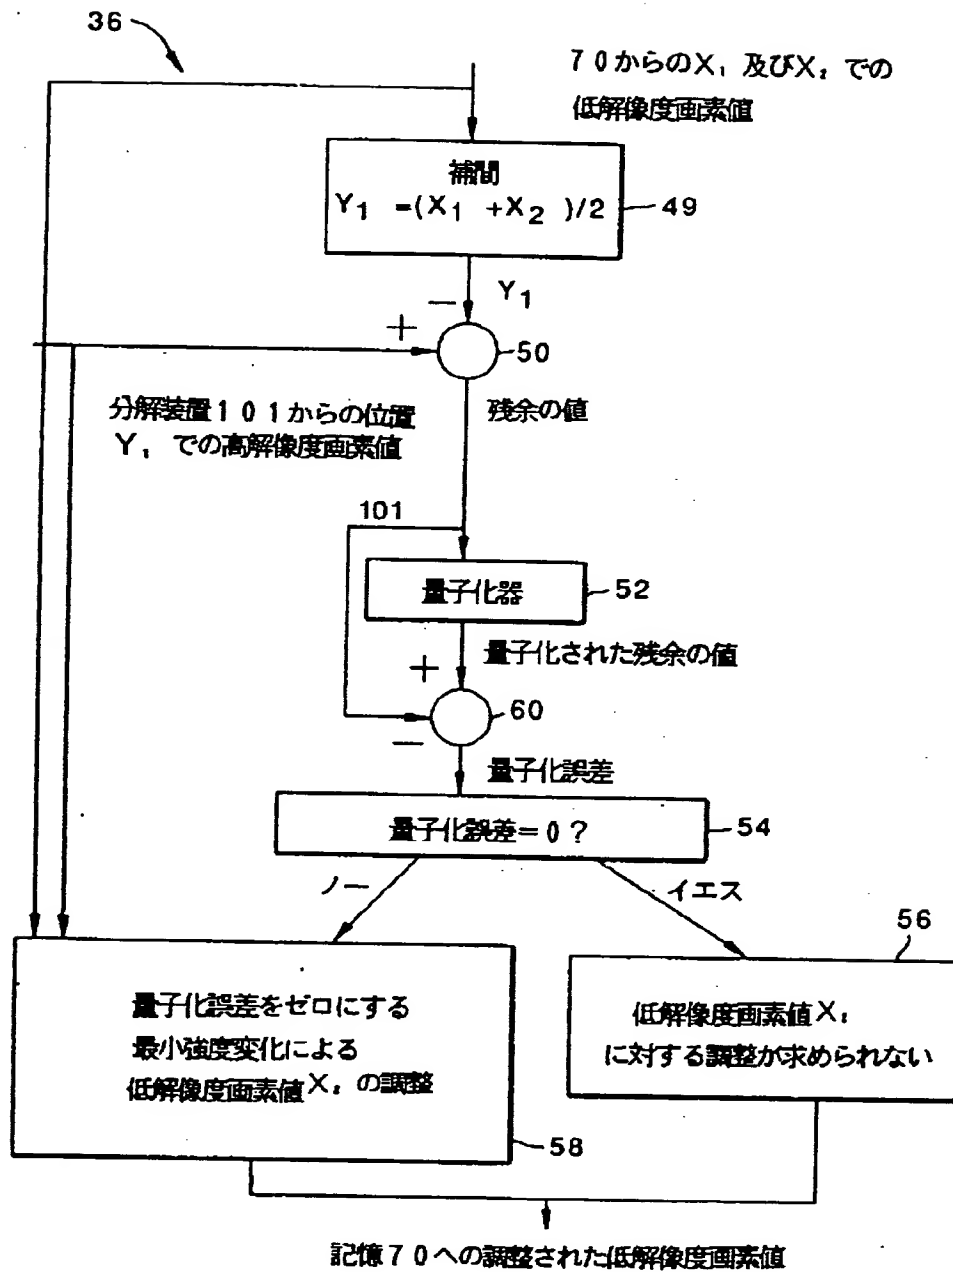 36
70からのX₁ 及びX₂ での
低解像度画素値
補間
Y₁ =(X₁ +X₂ )/2
49
Y₁
−
+
50
分解装置101からの位置
Y₁ での高解像度画素値
残余の値
101
量子化器
52
量子化された残余の値
+
60
−
量子化誤差
量子化誤差=0?
54
ノー
イエス
56
量子化誤差をゼロにする
最小強度変化による
低解像度画素値X₂ の調整
低解像度画素値X₂
に対する調整が求められない
58
記憶70への調整された低解像度画素値